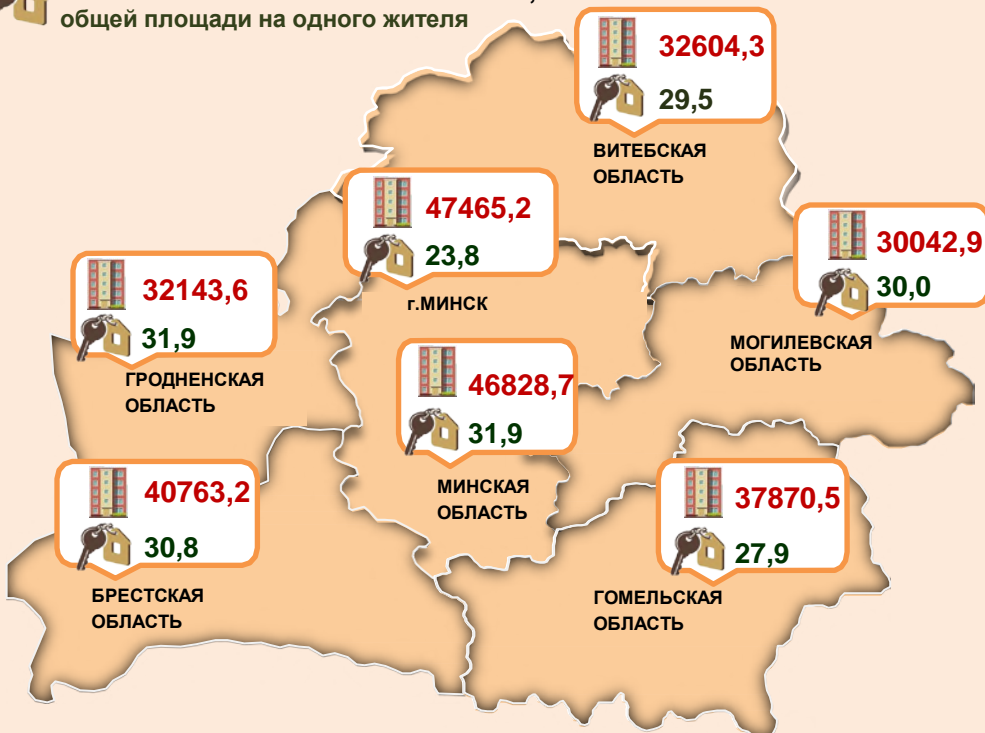 общей площади на одного жителя
32604,3
29,5
ВИТЕБСКАЯ
ОБЛАСТЬ
47465,2
23,8
г.МИНСК
30042,9
30,0
МОГИЛЕВСКАЯ
ОБЛАСТЬ
32143,6
31,9
ГРОДНЕНСКАЯ
ОБЛАСТЬ
46828,7
31,9
МИНСКАЯ
ОБЛАСТЬ
40763,2
30,8
БРЕСТСКАЯ
ОБЛАСТЬ
37870,5
27,9
ГОМЕЛЬСКАЯ
ОБЛАСТЬ